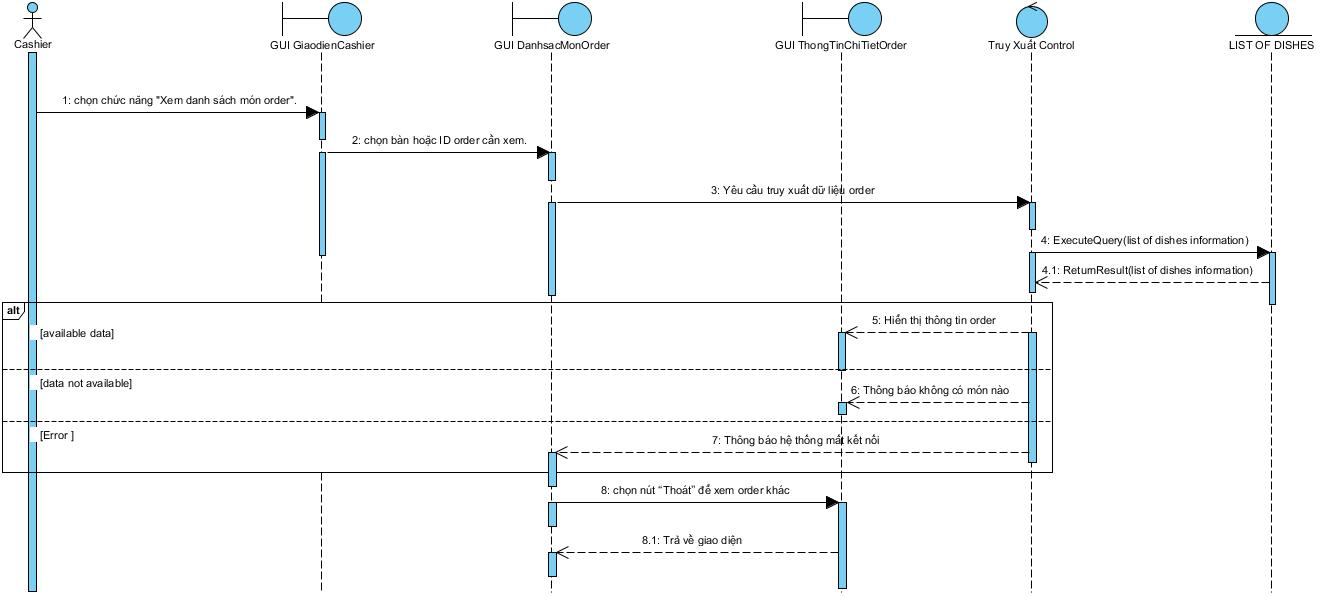 Cashier
GUI GiaodienCashier
GUI DanhsacMonOrder
GUI ThongTinChiTietOrder
Truy Xuất Control
LIST OF DISHES
1: chọn chức năng "Xem danh sách món order".
2: chọn bàn hoặc ID order cần xem.
3: Yêu cầu truy xuất dữ liệu order
4: ExecuteQuery(list of dishes information)
4.1: ReturnResult(list of dishes information)
alt
[available data]
5: Hiển thị thông tin order
[data not available]
6: Thông báo không có món nào
[Error ]
7: Thông báo hệ thống mất kết nối
8: chọn nút “Thoát” để xem order khác
8.1: Trả về giao diện